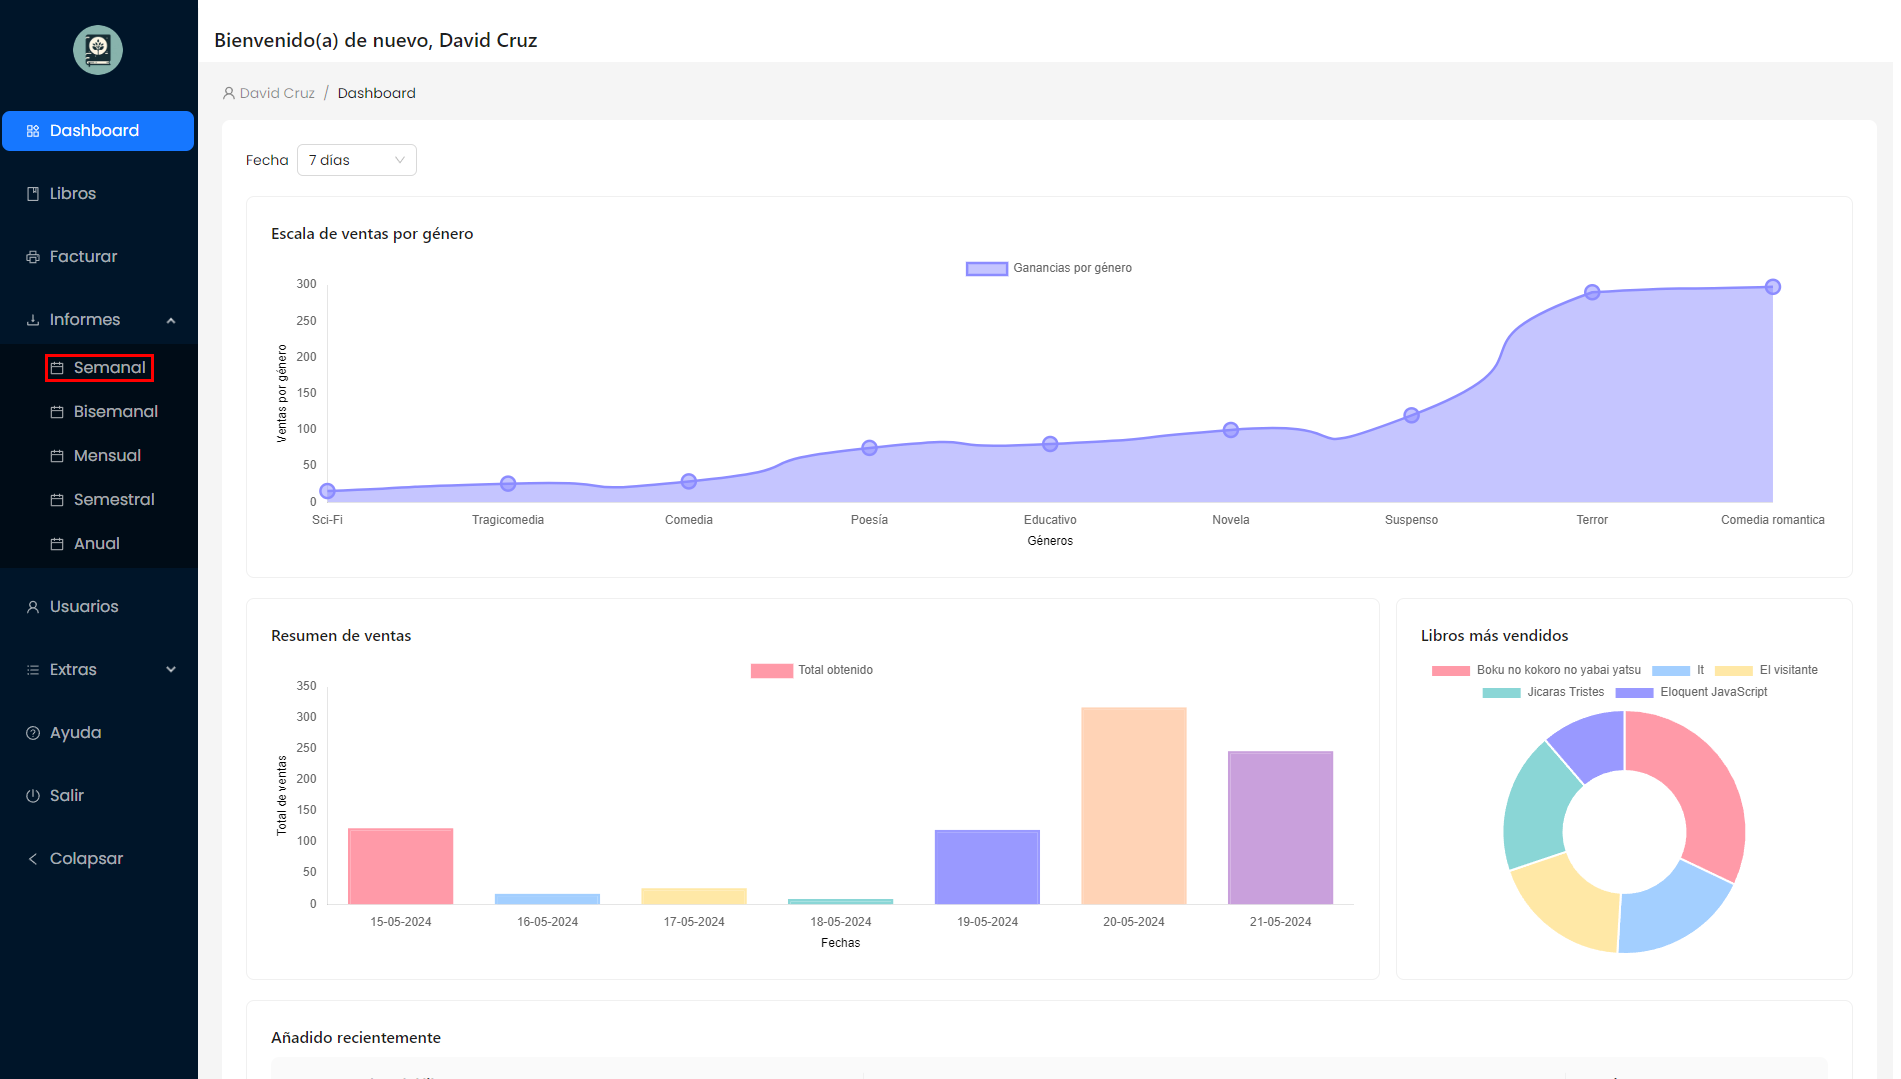 Bienvenido(a) de nuevo, David Cruz
David Cruz / Dashboard
Dashboard
Libros
Facturar
Informes
Semanal
Bisemanal
Mensual
Semestral
Anual
Usuarios
Extras
Ayuda
Salir
Colapsar
Fecha 7 días
Escala de ventas por género
Ganancias por género
Ventas por género
300
250
200
150
100
50
0
Sci-Fi Tragicomedia Comedia Poesía Educativo Novela Suspenso Terror Comedia romantica
Géneros
Resumen de ventas
Total obtenido
Total de ventas
350
300
250
200
150
100
50
0
15-05-2024 16-05-2024 17-05-2024 18-05-2024 19-05-2024 20-05-2024 21-05-2024
Fechas
Libros más vendidos
Boku no kokoro no yabai yatsu It El visitante
Jicaras Tristes Eloquent JavaScript
Añadido recientemente